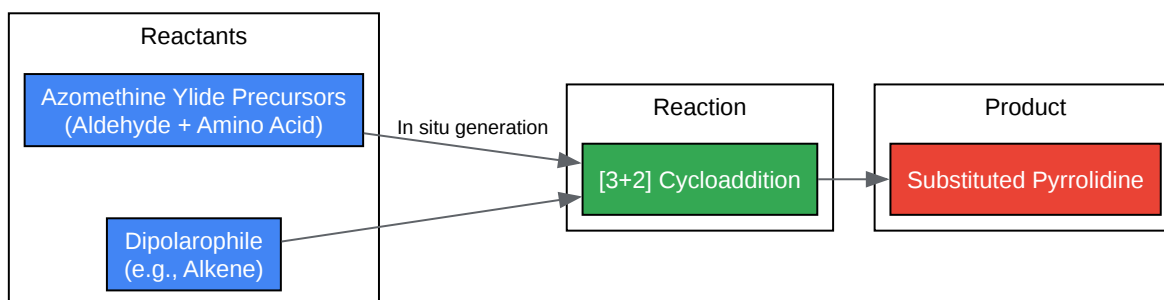 Reactants
Azomethine Ylide Precursors
(Aldehyde + Amino Acid)
In situ generation
Dipolarophile
(e.g., Alkene)
Reaction
[3+2] Cycloaddition
Product
Substituted Pyrrolidine